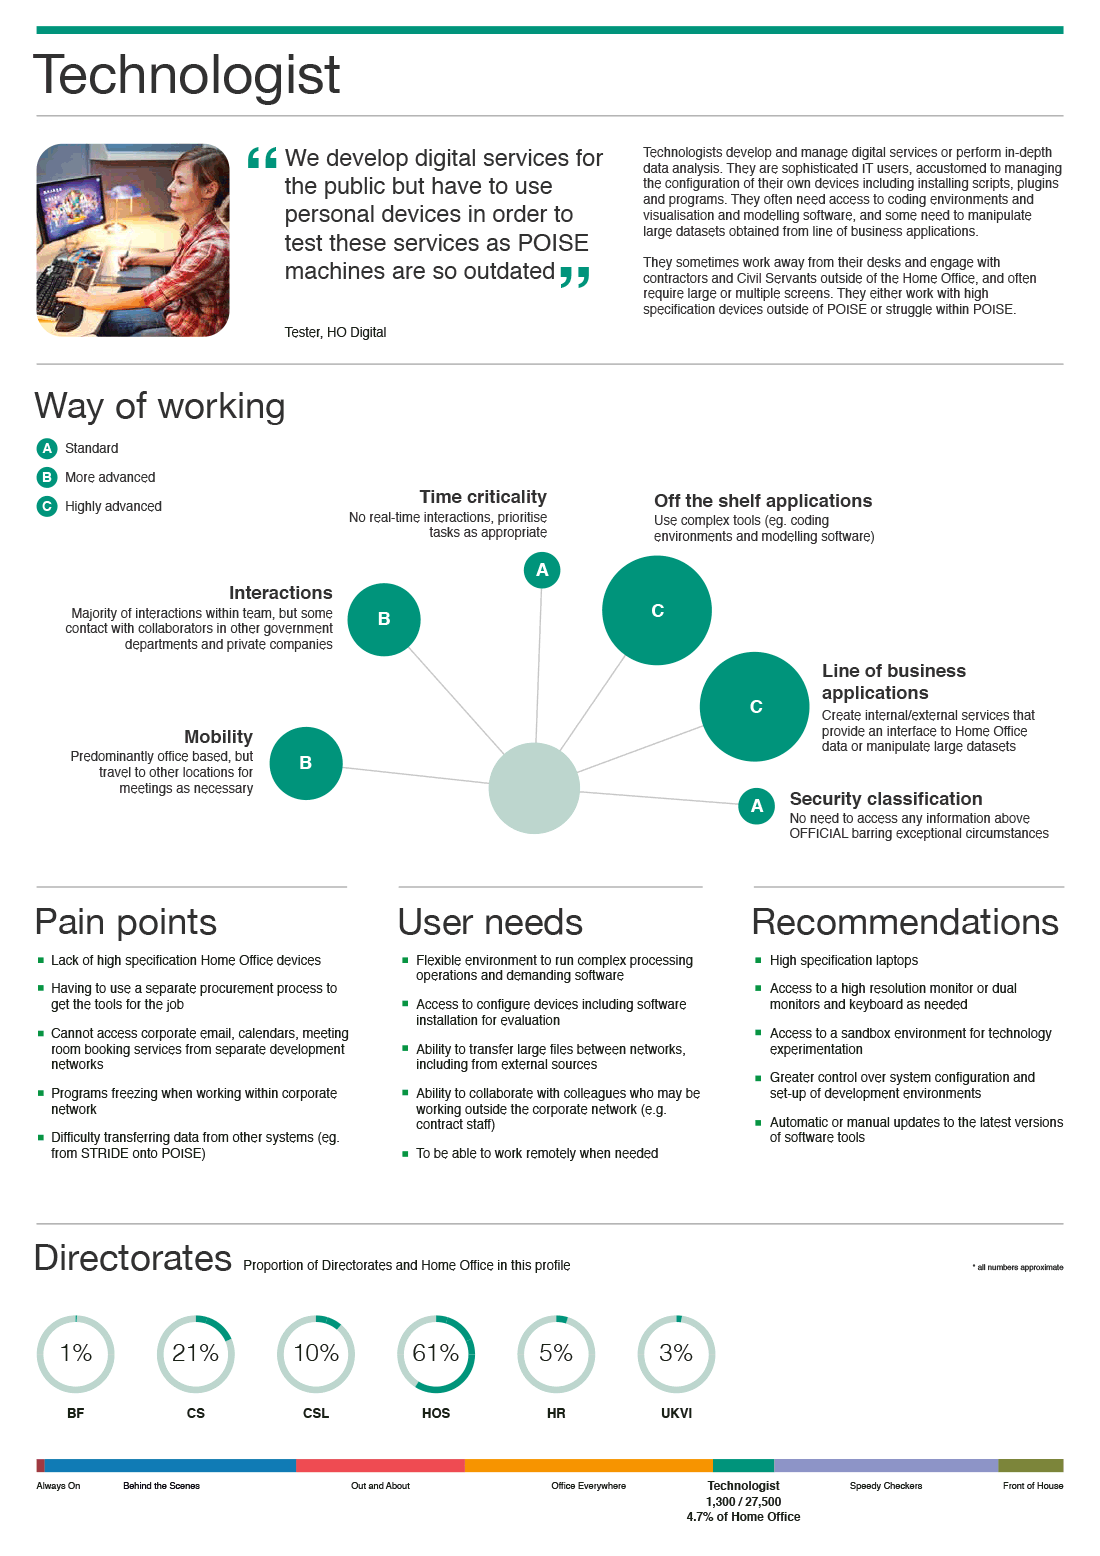 Technologist
“ We develop digital services for
the public but have to use
personal devices in order to
test these services as POISE
machines are so outdated ”
Tester, HO Digital
Technologists develop and manage digital services or perform in-depth
data analysis. They are sophisticated IT users, accustomed to managing
the configuration of their own devices including installing scripts, plugins
and programs. They often need access to coding environments and
visualisation and modelling software, and some need to manipulate
large datasets obtained from line of business applications.
They sometimes work away from their desks and engage with
contractors and Civil Servants outside of the Home Office, and often
require large or multiple screens. They either work with high
specification devices outside of POISE or struggle within POISE.
Way of working
A Standard
B More advanced
C Highly advanced
Time criticality
No real-time interactions, prioritise
tasks as appropriate
A
Off the shelf applications
Use complex tools (eg. coding
environments and modelling software)
C
Interactions
Majority of interactions within team, but some
contact with collaborators in other government
departments and private companies
B
Line of business
applications
Create internal/external services that
provide an interface to Home Office
data or manipulate large datasets
C
Mobility
Predominantly office based, but
travel to other locations for
meetings as necessary
B
Security classification
No need to access any information above
OFFICIAL barring exceptional circumstances
A
Pain points
Lack of high specification Home Office devices
Having to use a separate procurement process to
get the tools for the job
Cannot access corporate email, calendars, meeting
room booking services from separate development
networks
Programs freezing when working within corporate
network
Difficulty transferring data from other systems (eg.
from STRIDE onto POISE)
User needs
Flexible environment to run complex processing
operations and demanding software
Access to configure devices including software
installation for evaluation
Ability to transfer large files between networks,
including from external sources
Ability to collaborate with colleagues who may be
working outside the corporate network (e.g.
contract staff)
To be able to work remotely when needed
Recommendations
High specification laptops
Access to a high resolution monitor or dual
monitors and keyboard as needed
Access to a sandbox environment for technology
experimentation
Greater control over system configuration and
set-up of development environments
Automatic or manual updates to the latest versions
of software tools
Directorates Proportion of Directorates and Home Office in this profile
* all numbers approximate
1% 21% 10% 61% 5% 3%
BF CS CSL HOS HR UKVI
Always On Behind the Scenes Out and About Office Everywhere Technologist Speedy Checkers Front of House
1,300 / 27,500
4.7% of Home Office